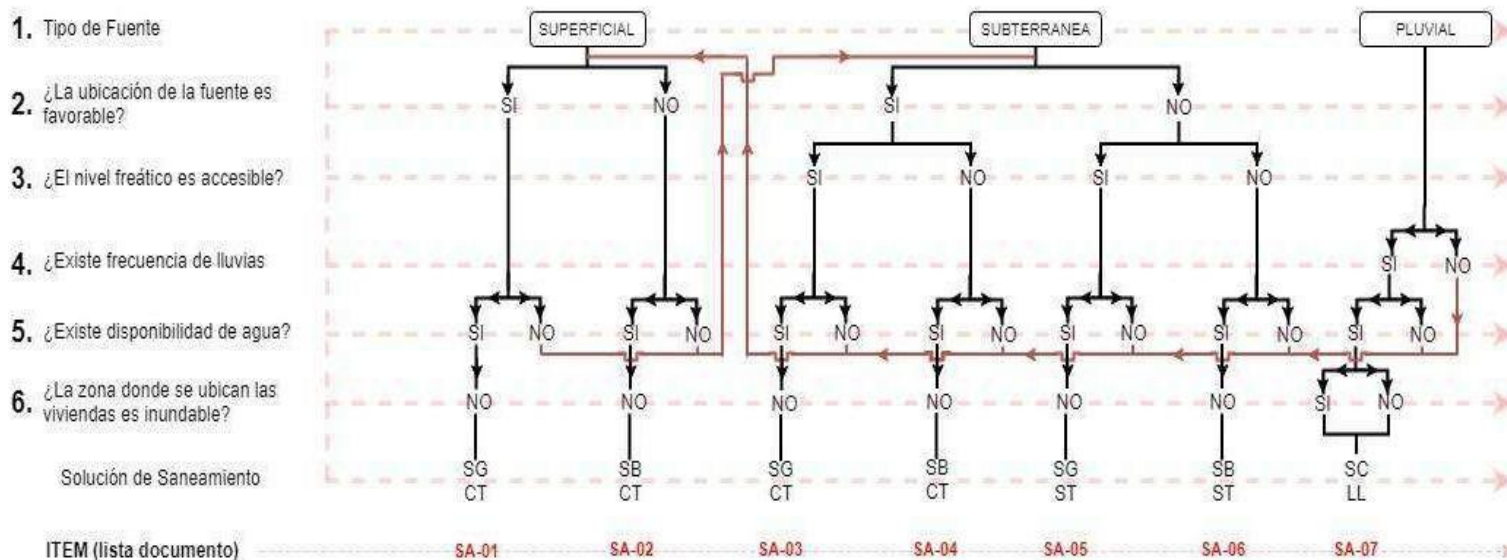 1. Tipo de Fuente SUPERFICIAL SUBTERRANEA PLUVIAL
2. ¿La ubicación de la fuente es
favorable?
SI NO SI NO
3. ¿El nivel freático es accesible? SI NO SI NO
4. ¿Existe frecuencia de lluvias SI NO
5. ¿Existe disponibilidad de agua? SI NO SI NO SI NO SI NO SI NO SI NO SI NO
6. ¿La zona donde se ubican las
viviendas es inundable?
NO NO NO NO NO NO SI NO
Solución de Saneamiento
SG SB SG SB SG SB SC
CT CT CT CT ST ST LL
ITEM (lista documento) SA-01 SA-02 SA-03 SA-04 SA-05 SA-06 SA-07